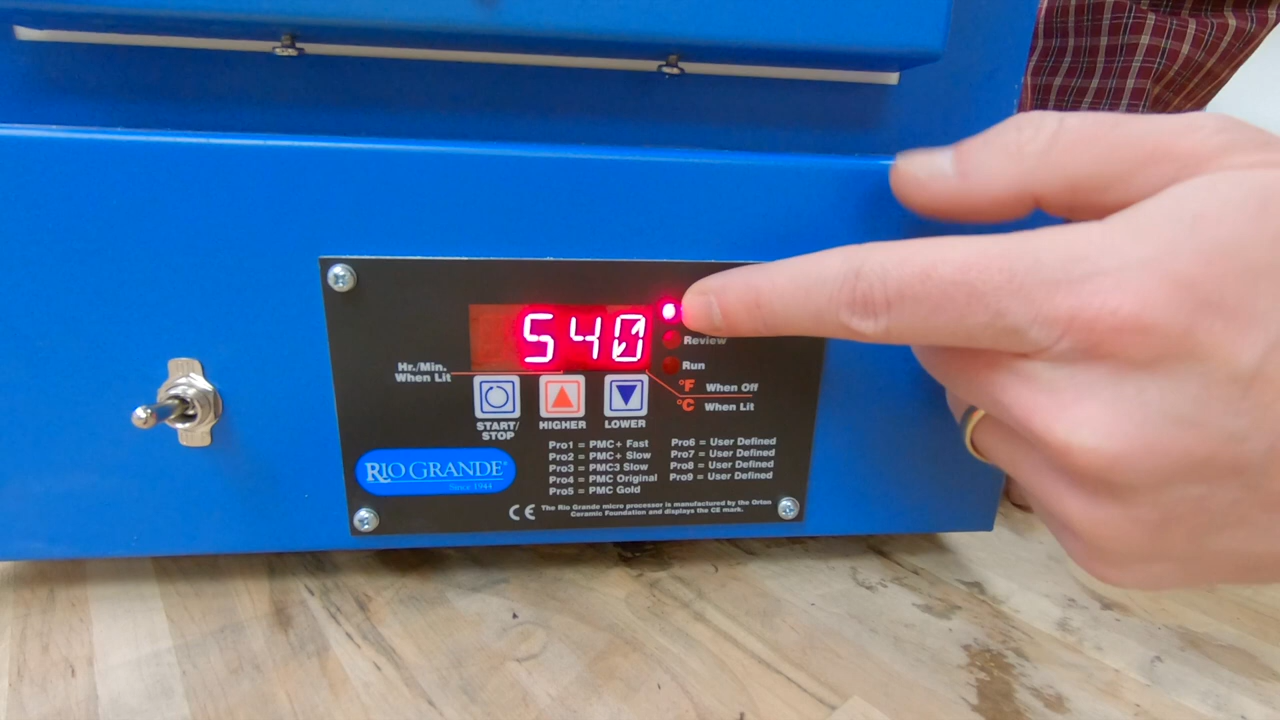 540
Review
Run
Hr./Min.
When Lit
°F When Off
°C When Lit
START/
STOP
HIGHER
LOWER
Pro1 = PMC+ Fast
Pro2 = PMC+ Slow
Pro3 = PMC3 Slow
Pro4 = PMC Original
Pro5 = PMC Gold
Pro6 = User Defined
Pro7 = User Defined
Pro8 = User Defined
Pro9 = User Defined
RIO GRANDE®
Since 1944
CE The Rio Grande micro processor is manufactured by the Orton
Ceramic Foundation and displays the CE mark.